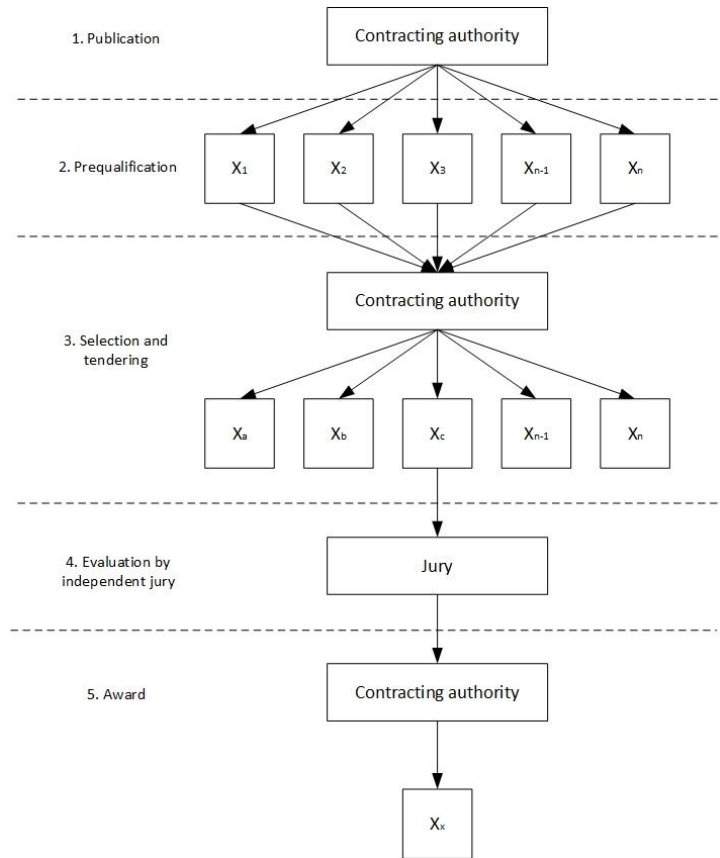 1. Publication
Contracting authority
2. Prequalification
X1
X2
X3
Xn-1
Xn
Contracting authority
3. Selection and
tendering
Xa
Xb
Xc
Xn-1
Xn
4. Evaluation by
independent jury
Jury
5. Award
Contracting authority
Xx